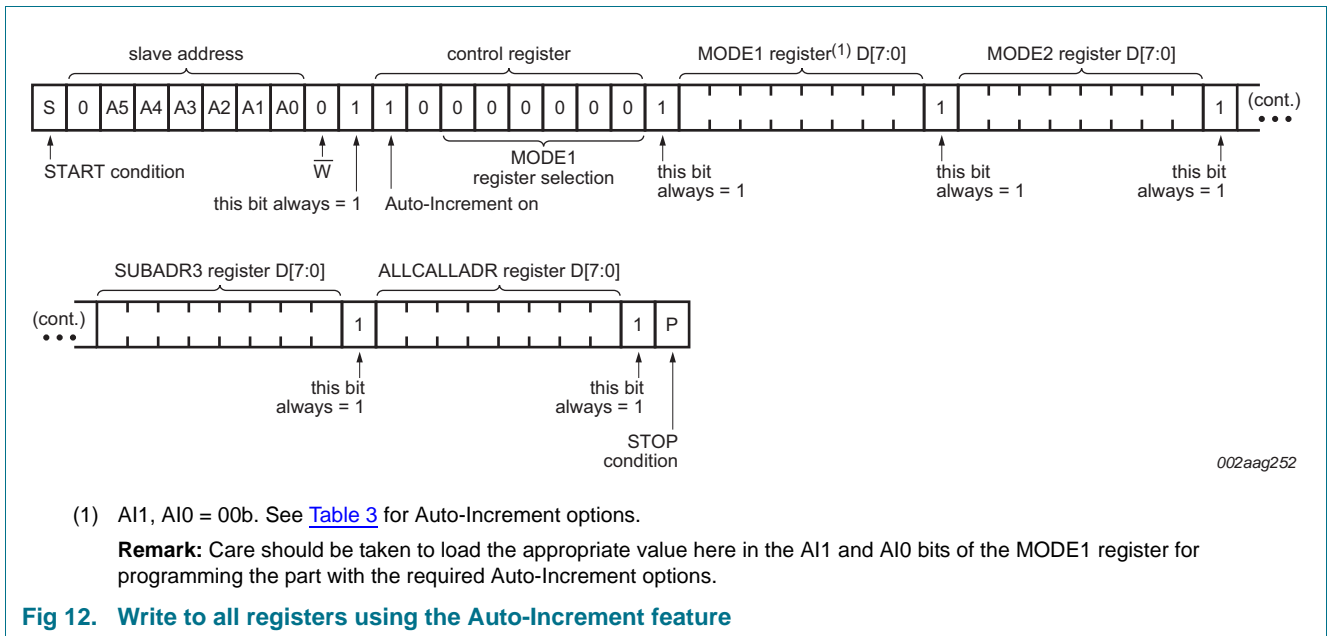 slave address control register MODE1 register(1) D[7:0] MODE2 register D[7:0]
S 0 A5 A4 A3 A2 A1 A0 0 1 1 0 0 0 0 0 0 0 1 1 1 (cont.)
START condition W MODE1 register selection this bit always = 1 this bit always = 1 this bit always = 1
this bit always = 1 Auto-Increment on
SUBADR3 register D[7:0] ALLCALLADR register D[7:0]
(cont.) 1 1 P
this bit always = 1 this bit always = 1
STOP condition
002aag252
(1) AI1, AI0 = 00b. See Table 3 for Auto-Increment options.
Remark: Care should be taken to load the appropriate value here in the AI1 and AI0 bits of the MODE1 register for
programming the part with the required Auto-Increment options.
Fig 12. Write to all registers using the Auto-Increment feature